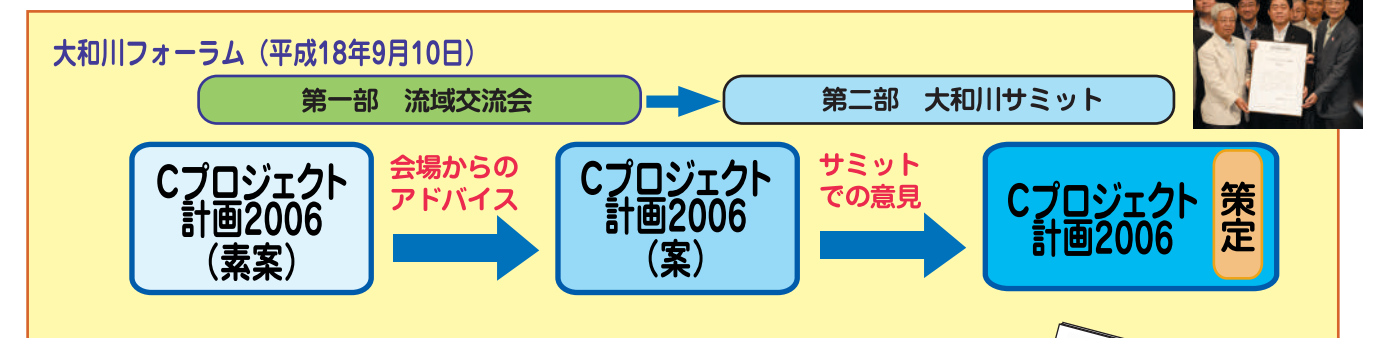 大和川フォーラム（平成18年9月10日）
第一部　流域交流会
第二部　大和川サミット
Cプロジェクト
計画2006
（素案）
会場からの
アドバイス
Cプロジェクト
計画2006
（案）
サミット
での意見
Cプロジェクト
計画2006
策定